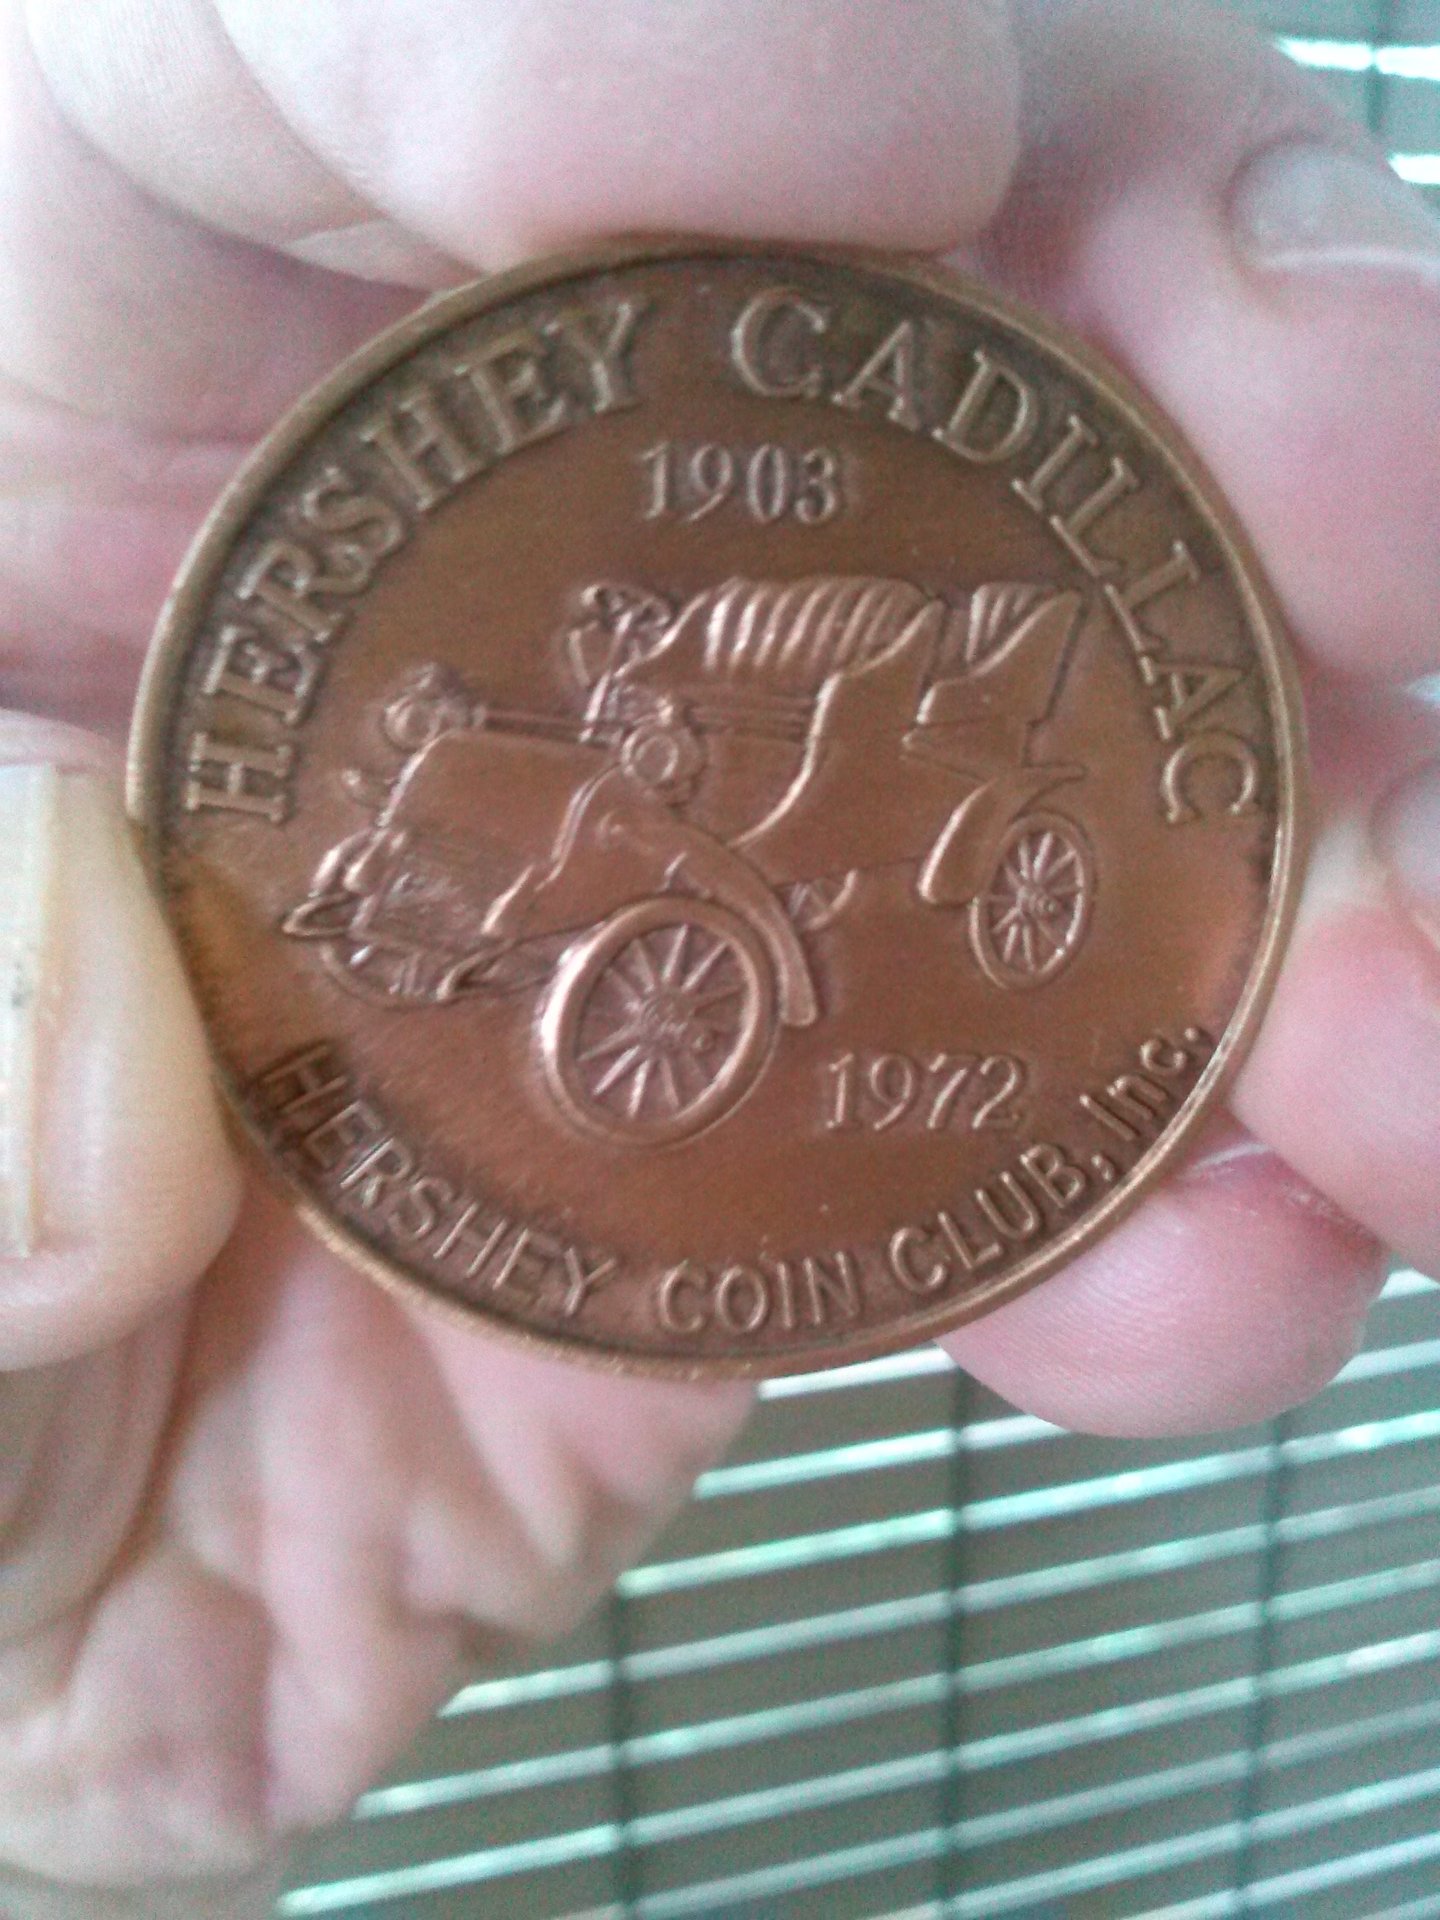 HERSHEY CADILLAC
1903
1972
HERSHEY COIN CLUB, Inc.